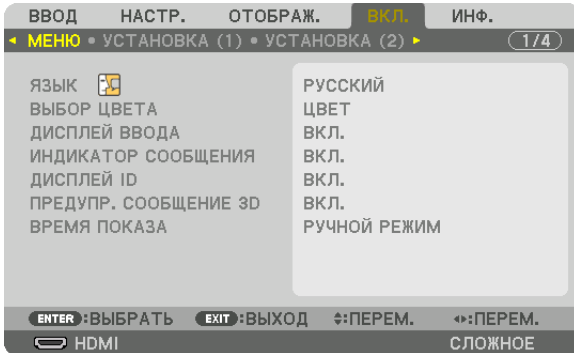 ВВОД НАСТР. ОТОБРАЖ. ВКЛ. ИНФ.
МЕНЮ • УСТАНОВКА (1) • УСТАНОВКА (2) 1/4
ЯЗЫК РУССКИЙ
ВЫБОР ЦВЕТА ЦВЕТ
ДИСПЛЕЙ ВВОДА ВКЛ.
ИНДИКАТОР СООБЩЕНИЯ ВКЛ.
ДИСПЛЕЙ ID ВКЛ.
ПРЕДУПР. СООБЩЕНИЕ 3D ВКЛ.
ВРЕМЯ ПОКАЗА РУЧНОЙ РЕЖИМ
ENTER :ВЫБРАТЬ EXIT :ВЫХОД :ПЕРЕМ. :ПЕРЕМ.
HDMI СЛОЖНОЕ